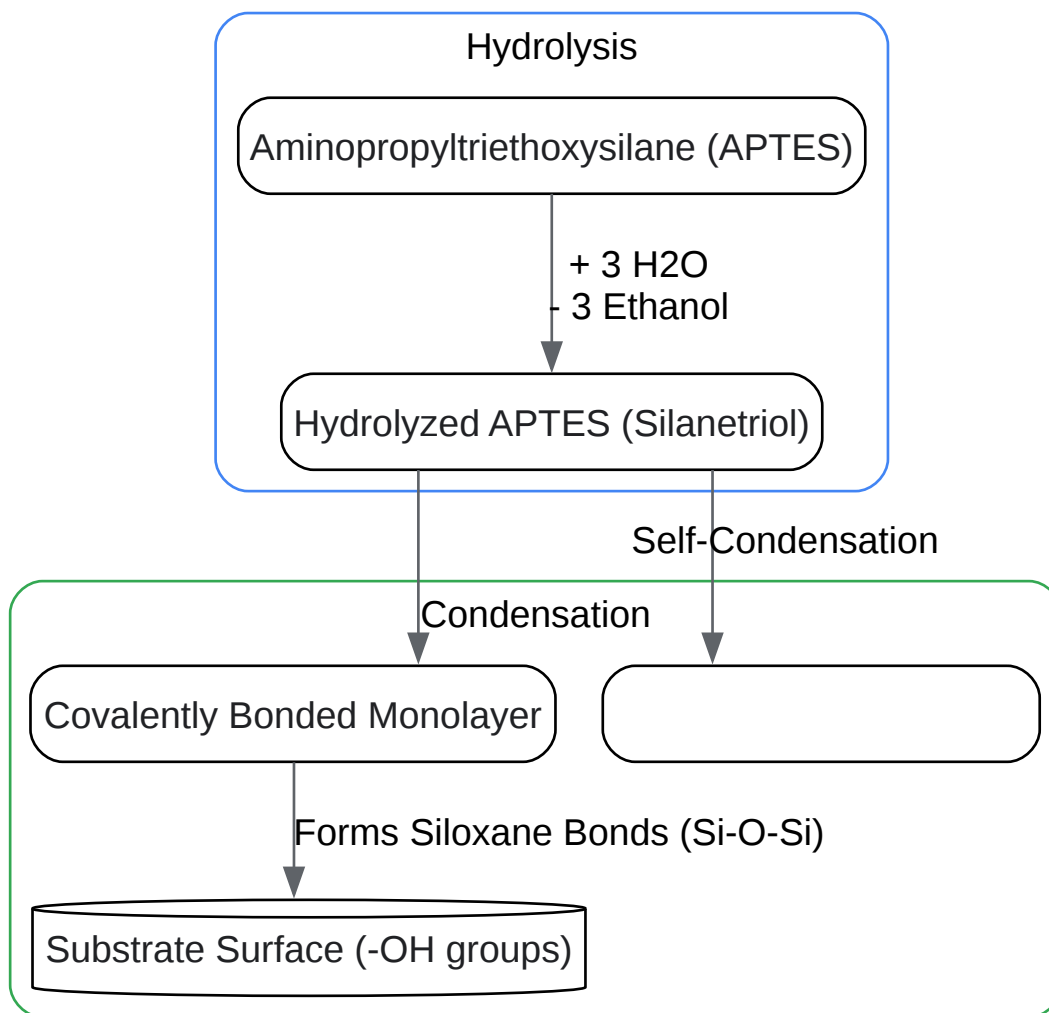 Hydrolysis
Aminopropyltriethoxysilane (APTES)
+ 3 H2O
- 3 Ethanol
Hydrolyzed APTES (Silanetriol)
Self-Condensation
Condensation
Covalently Bonded Monolayer
Forms Siloxane Bonds (Si-O-Si)
Substrate Surface (-OH groups)